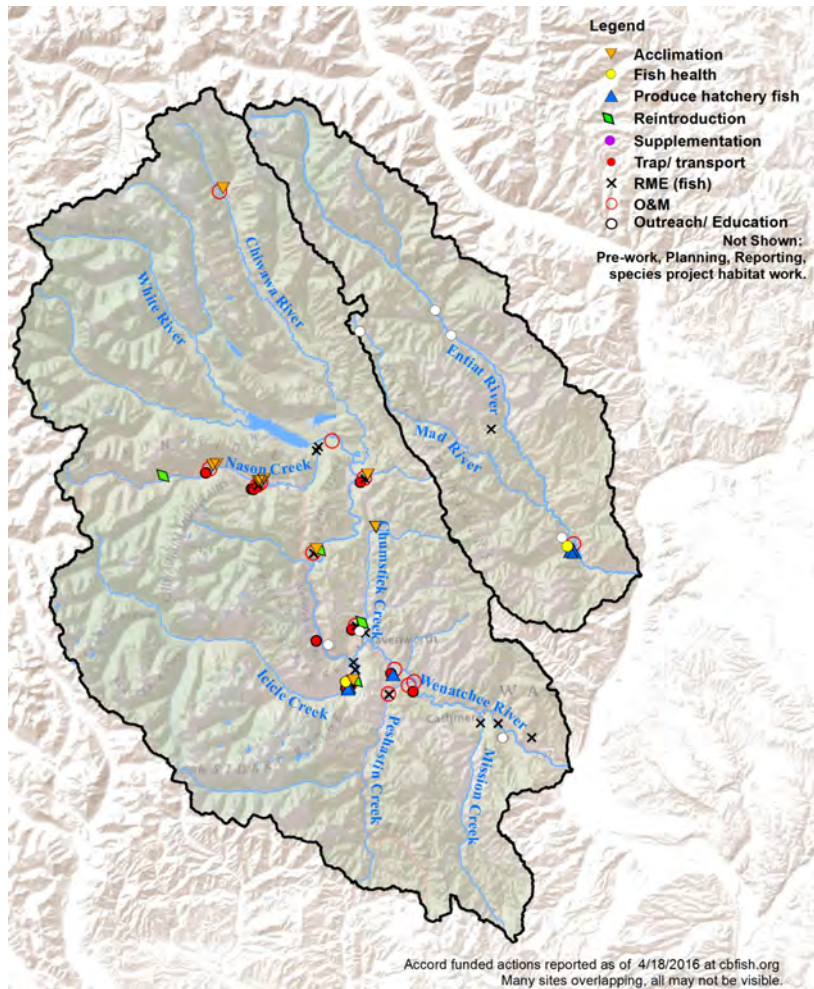 Legend
Acclimation
Fish health
Produce hatchery fish
Reintroduction
Supplementation
Trap/ transport
RME (fish)
O&M
Outreach/ Education
Not Shown:
Pre-work, Planning, Reporting,
species project habitat work.
Chiwawa River
White River
Entiat River
Mad River
Nason Creek
Chumstick Creek
Icicle Creek
Wenatchee River
W A
Cashmere
Peshastin Creek
Mission Creek
Accord funded actions reported as of 4/18/2016 at cbfish.org
Many sites overlapping, all may not be visible.